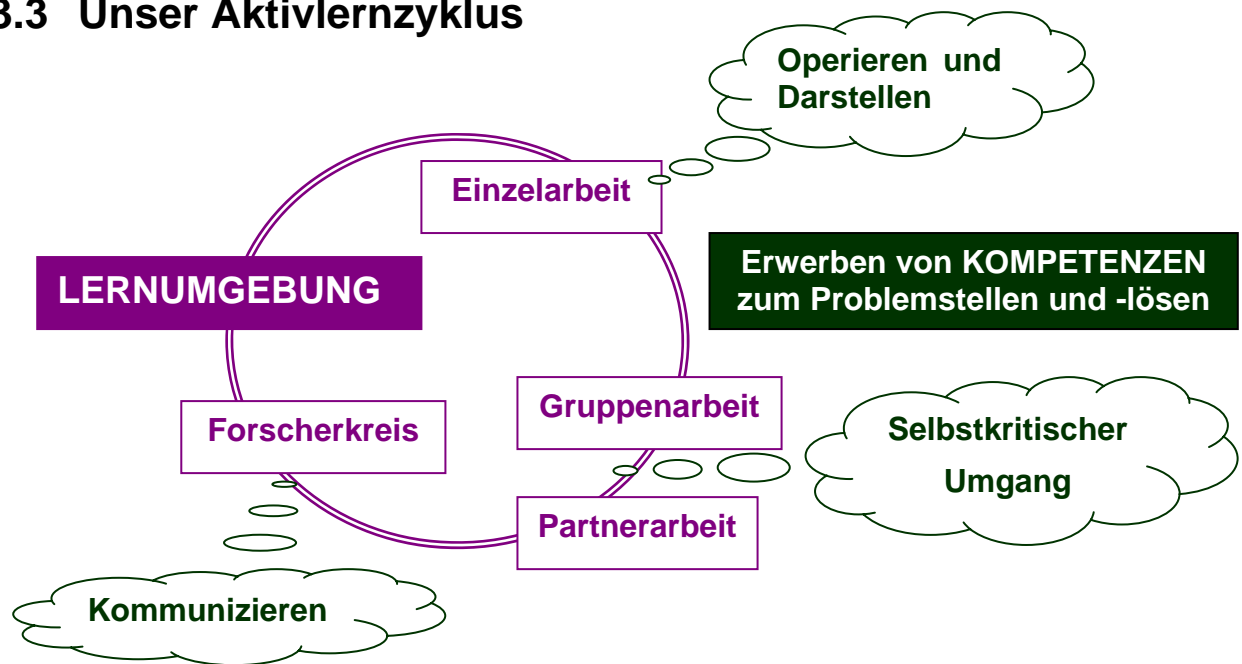 3.3 Unser Aktivlernzyklus
Operieren und
Darstellen
Einzelarbeit
LERNUMGEBUNG
Erwerben von KOMPETENZEN
zum Problemstellen und -lösen
Gruppenarbeit
Forscherkreis
Selbstkritischer
Umgang
Partnerarbeit
Kommunizieren